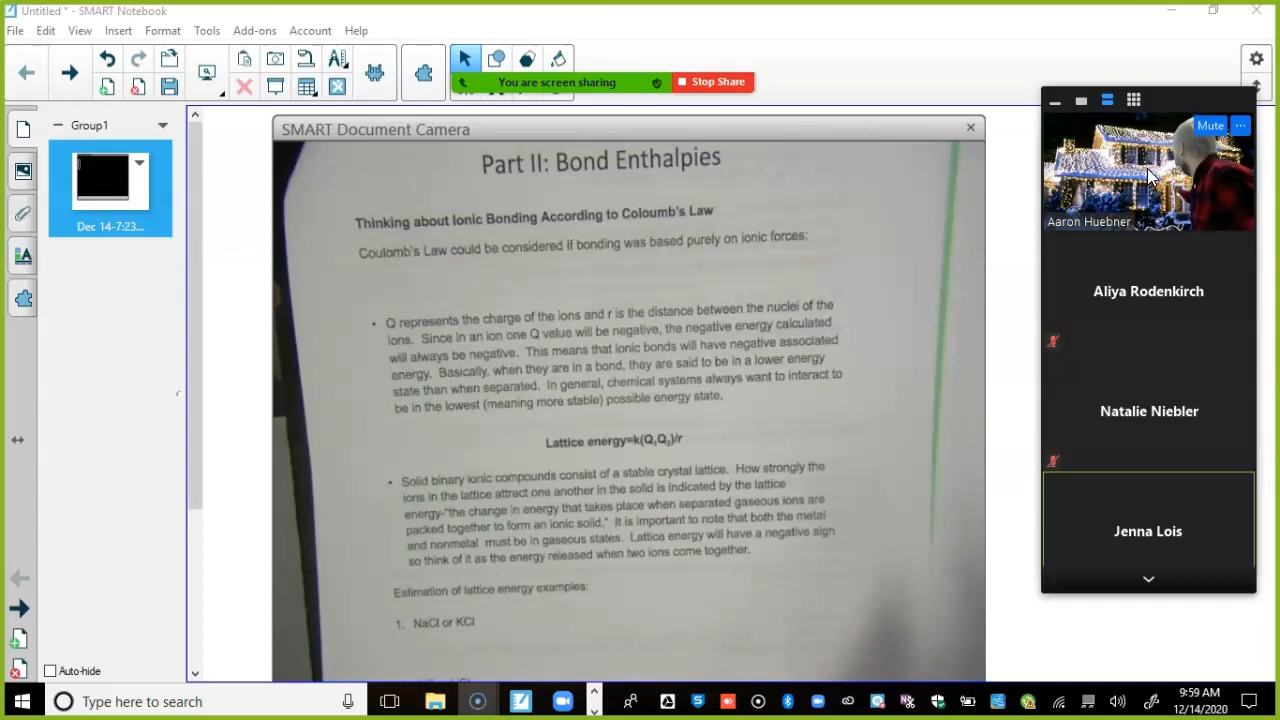 Untitled * - SMART Notebook
File Edit View Insert Format Tools Add-ons Account Help
You are screen sharing
Stop Share
Group1
Dec 14-7:23...
Auto-hide
SMART Document Camera
Part II: Bond Enthalpies
Thinking about Ionic Bonding According to Coloumb's Law
Coulomb's Law could be considered if bonding was based purely on ionic forces:
• Q represents the charge of the ions and r is the distance between the nuclei of the
ions. Since in an ion one Q value will be negative, the negative energy calculated
will always be negative. This means that ionic bonds will have negative associated
energy. Basically, when they are in a bond, they are said to be in a lower energy
state than when separated. In general, chemical systems always want to interact to
be in the lowest (meaning more stable) possible energy state.
Lattice energy=k(Q₁Q₂)/r
• Solid binary ionic compounds consist of a stable crystal lattice. How strongly the
ions in the lattice attract one another in the solid is indicated by the lattice
energy-"the change in energy that takes place when separated gaseous ions are
packed together to form an ionic solid." It is important to note that both the metal
and nonmetal must be in gaseous states. Lattice energy will have a negative sign
so think of it as the energy released when two ions come together.
Estimation of lattice energy examples:
1. NaCl or KCl
Mute
Aaron Huebner
Aliya Rodenkirch
Natalie Niebler
Jenna Lois
Type here to search
9:59 AM
12/14/2020